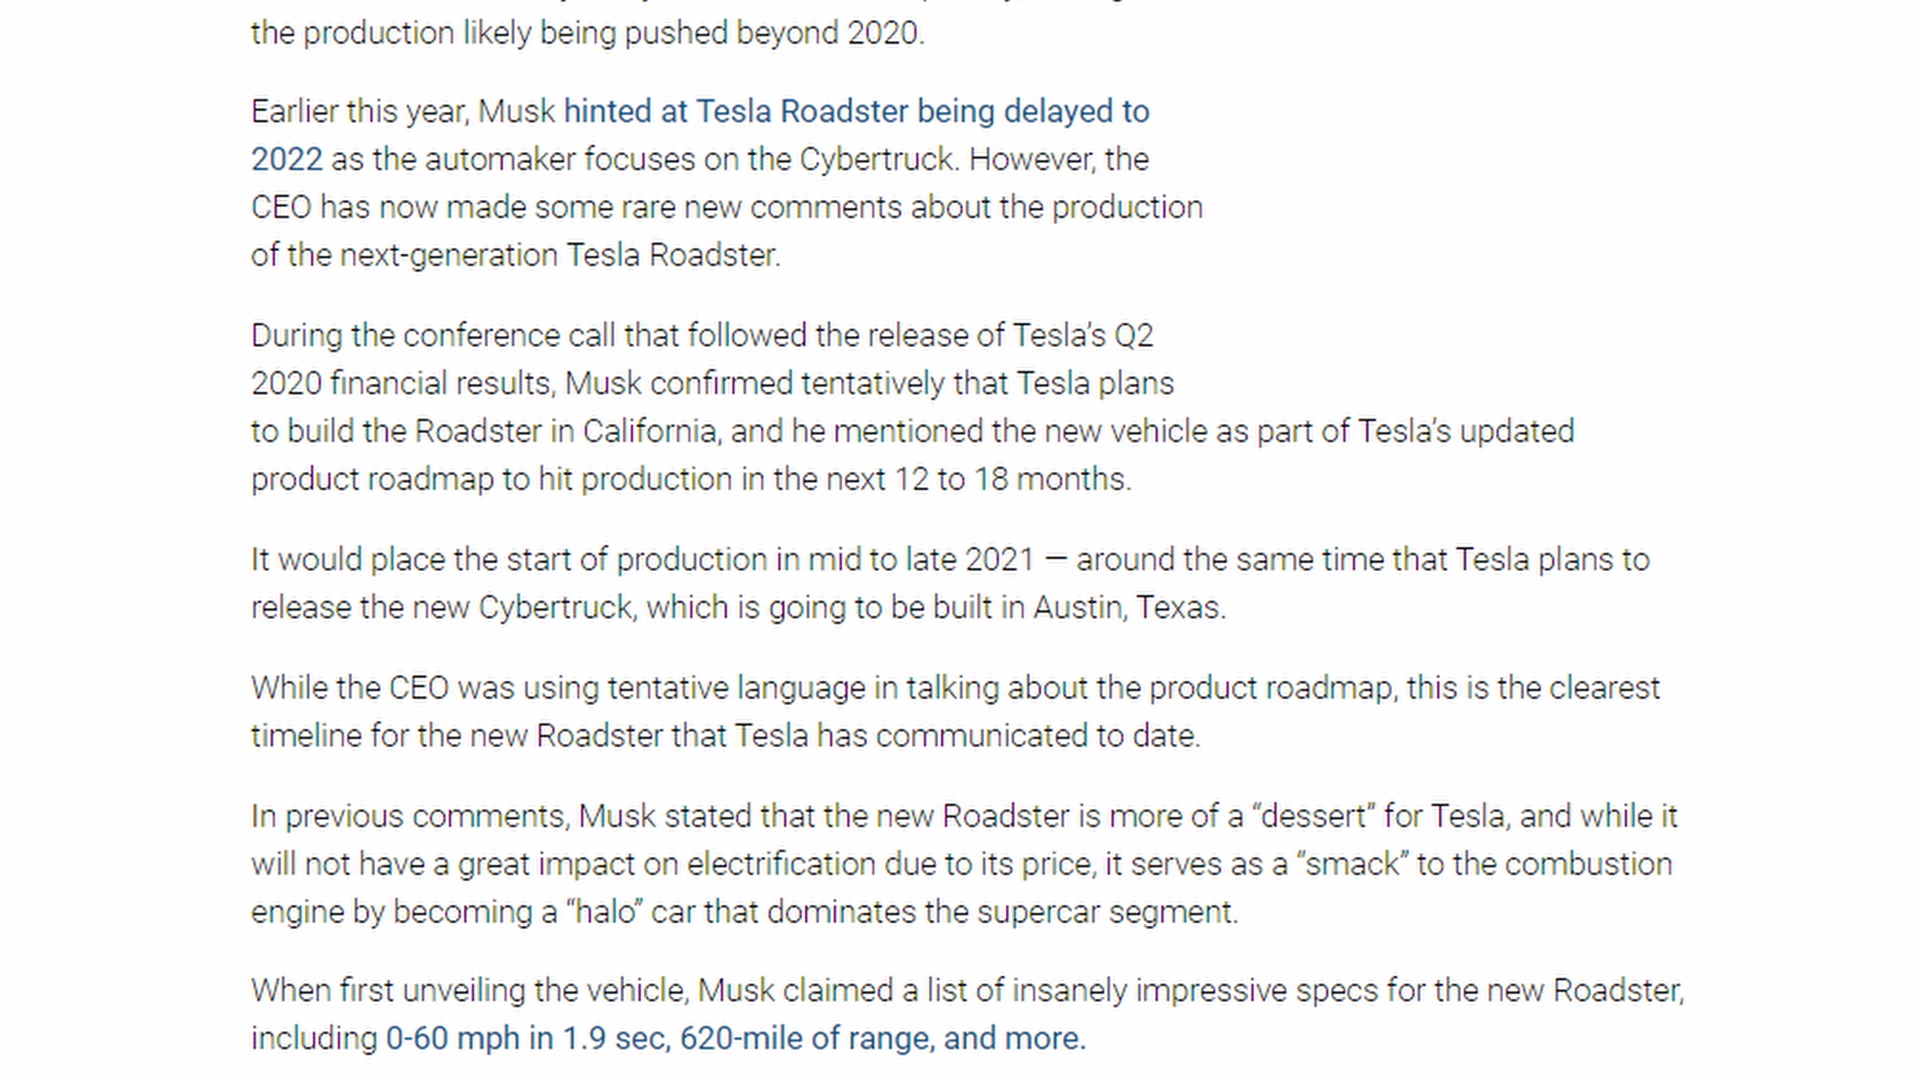 the production likely being pushed beyond 2020.
Earlier this year, Musk hinted at Tesla Roadster being delayed to
2022 as the automaker focuses on the Cybertruck. However, the
CEO has now made some rare new comments about the production
of the next-generation Tesla Roadster.
During the conference call that followed the release of Tesla’s Q2
2020 financial results, Musk confirmed tentatively that Tesla plans
to build the Roadster in California, and he mentioned the new vehicle as part of Tesla’s updated
product roadmap to hit production in the next 12 to 18 months.
It would place the start of production in mid to late 2021 — around the same time that Tesla plans to
release the new Cybertruck, which is going to be built in Austin, Texas.
While the CEO was using tentative language in talking about the product roadmap, this is the clearest
timeline for the new Roadster that Tesla has communicated to date.
In previous comments, Musk stated that the new Roadster is more of a “dessert” for Tesla, and while it
will not have a great impact on electrification due to its price, it serves as a “smack” to the combustion
engine by becoming a “halo” car that dominates the supercar segment.
When first unveiling the vehicle, Musk claimed a list of insanely impressive specs for the new Roadster,
including 0-60 mph in 1.9 sec, 620-mile of range, and more.